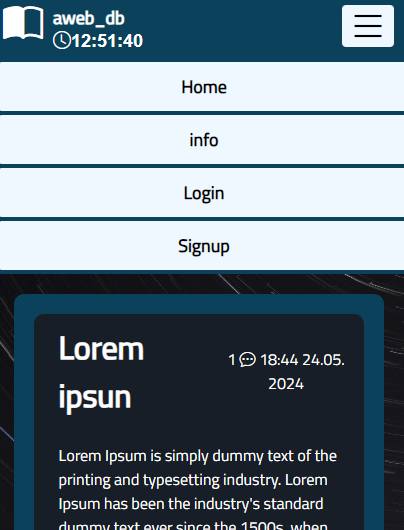 aweb_db
12:51:40
Home
info
Login
Signup
Lorem
ipsun
1 18:44 24.05.
2024
Lorem Ipsum is simply dummy text of the
printing and typesetting industry. Lorem
Ipsum has been the industry's standard
dummy text ever since the 1500s, when